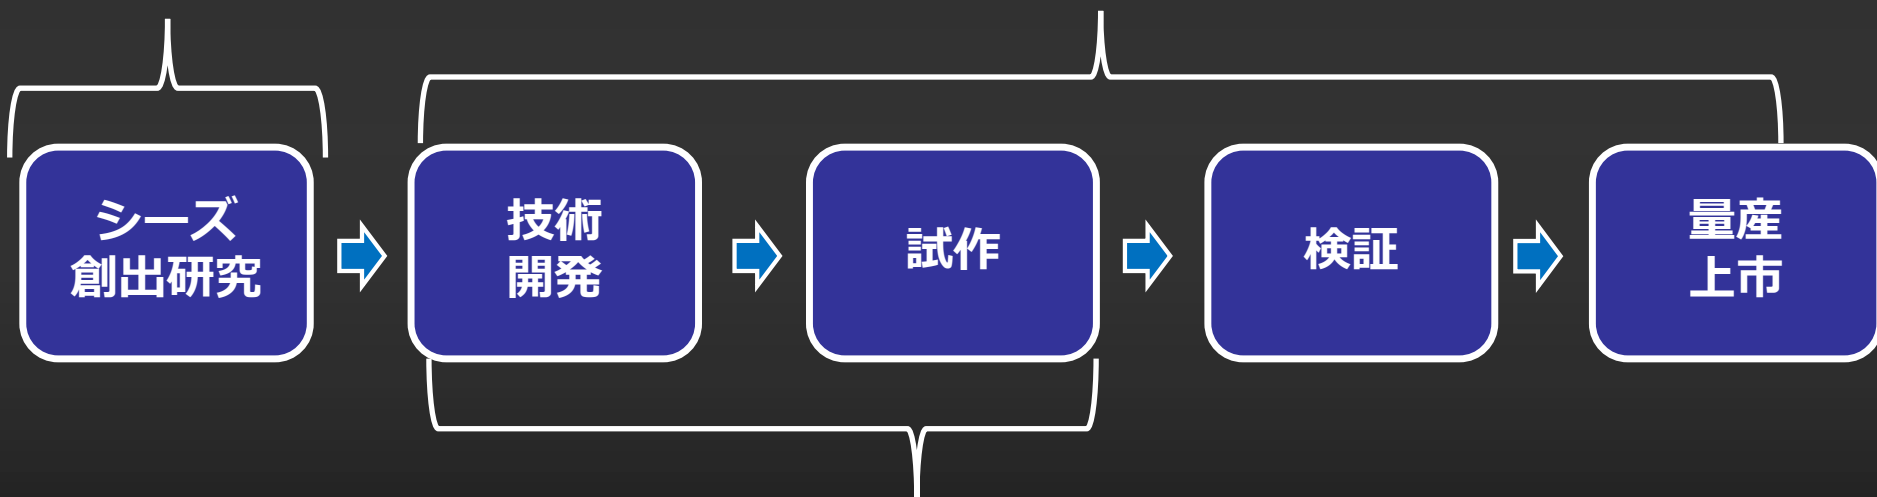 シーズ
創出研究
技術
開発
試作
検証
量産
上市